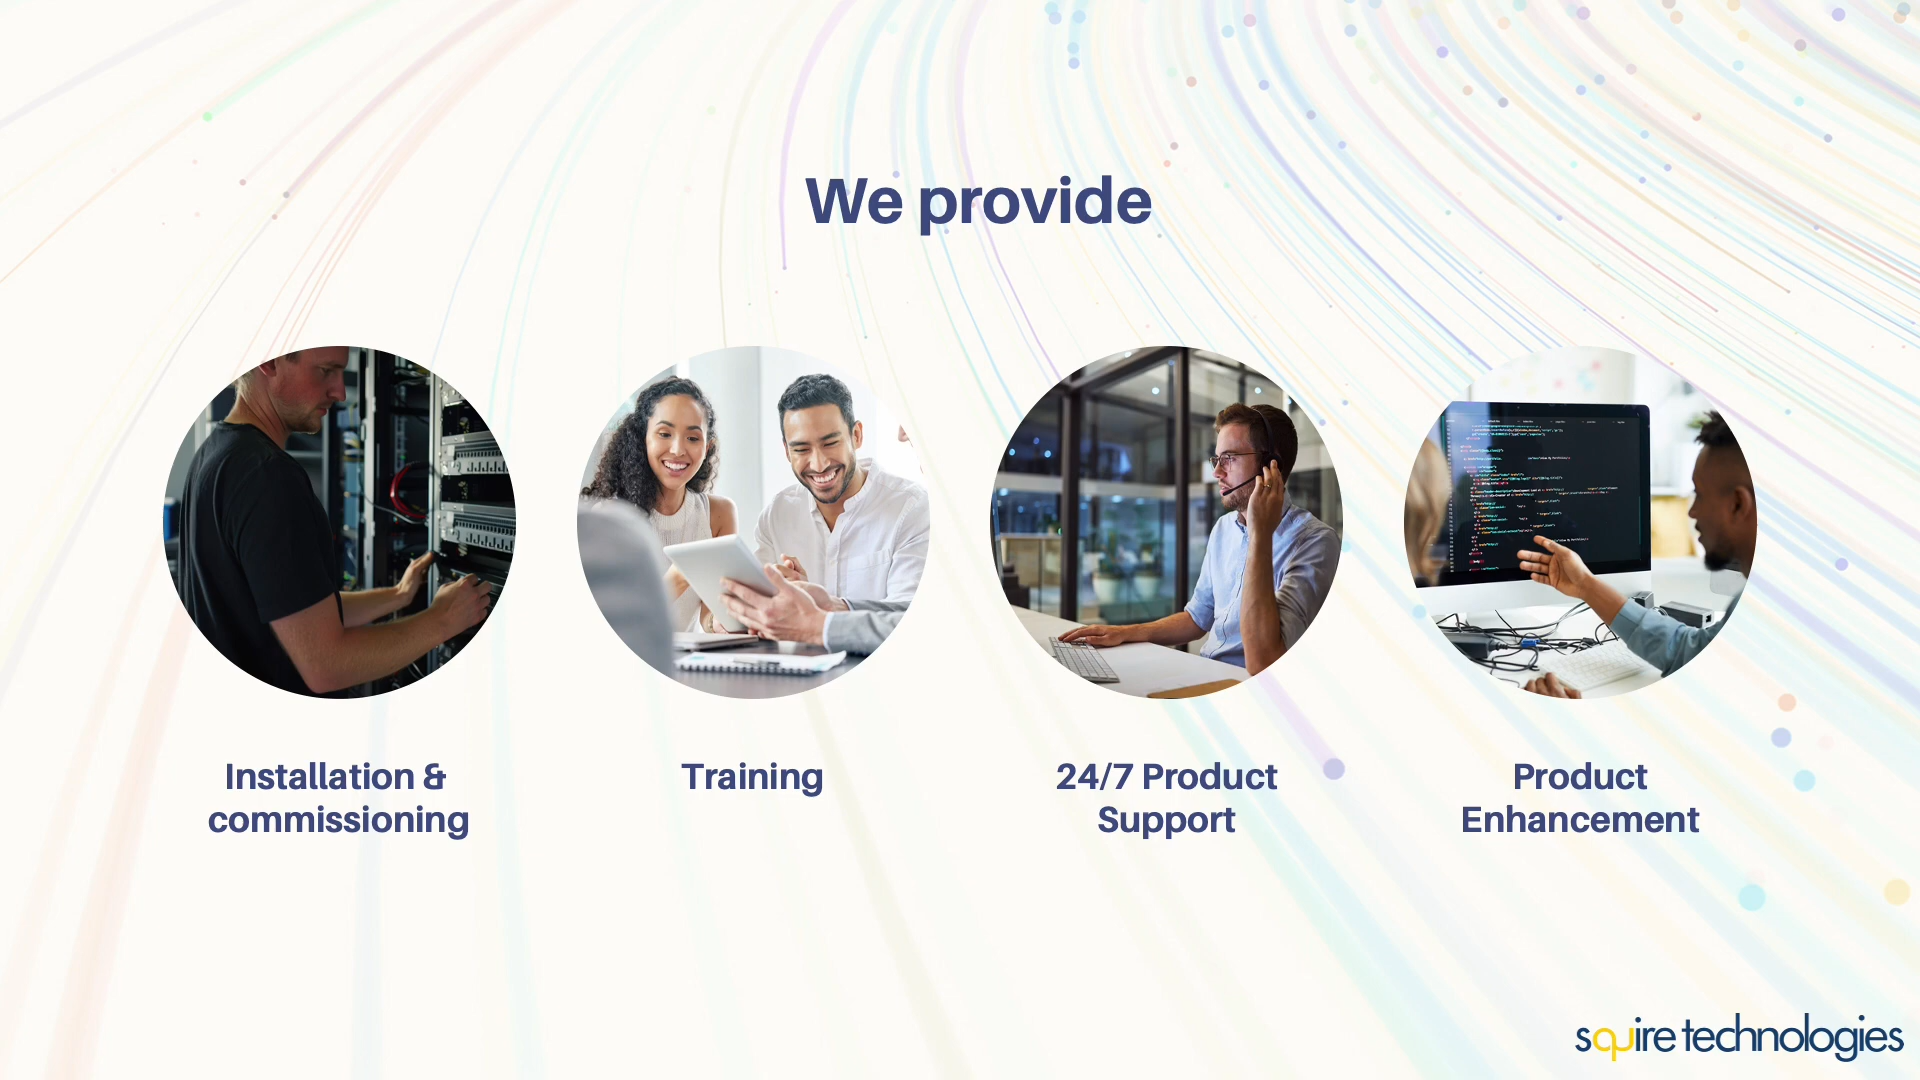 We provide
Installation &
commissioning
Training
24/7 Product
Support
Product
Enhancement
squire technologies